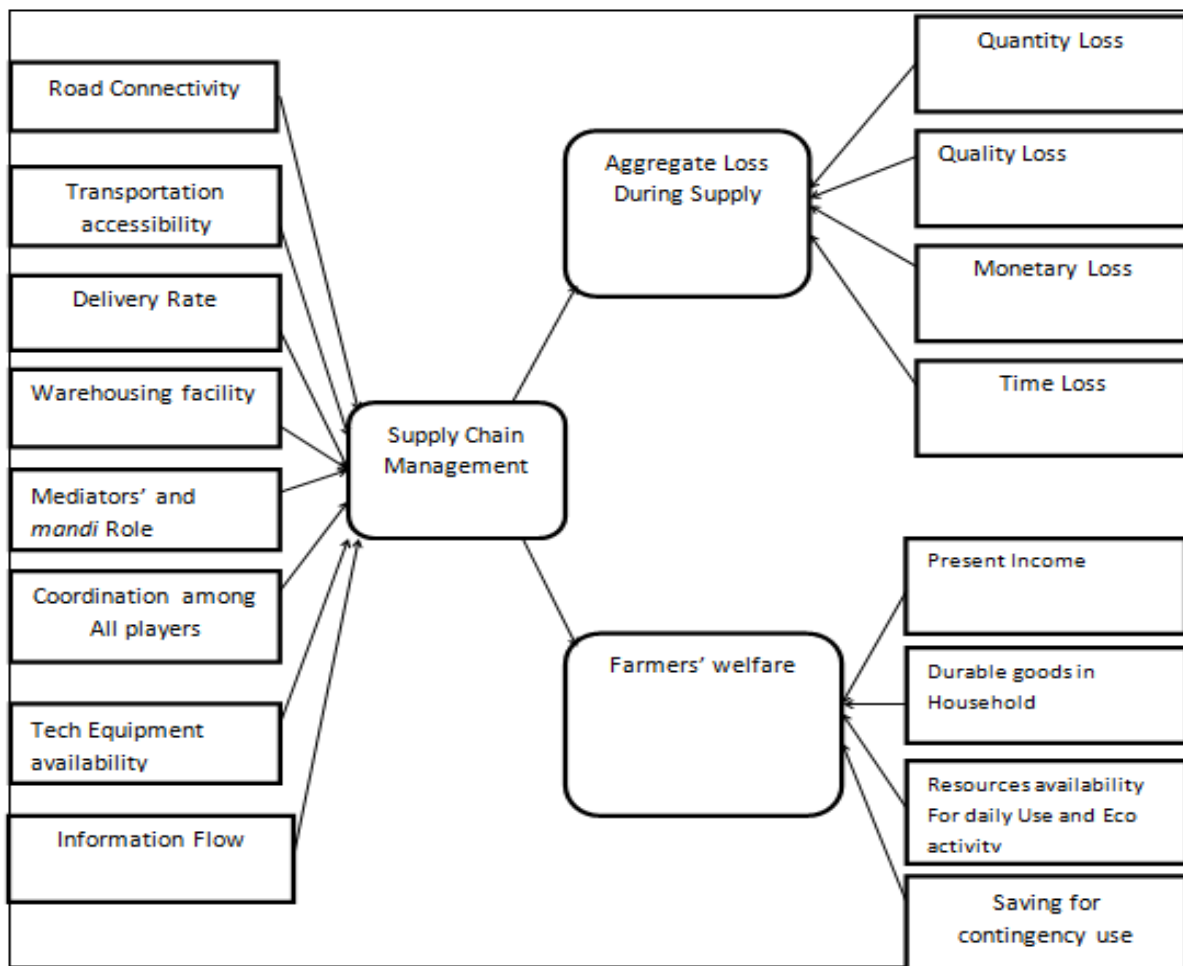 Road Connectivity
Transportation
accessibility
Delivery Rate
Warehousing facility
Mediators’ and
mandi Role
Coordination among
All players
Tech Equipment
availability
Information Flow
Supply Chain
Management
Aggregate Loss
During Supply
Farmers’ welfare
Quantity Loss
Quality Loss
Monetary Loss
Time Loss
Present Income
Durable goods in
Household
Resources availability
For daily Use and Eco
activity
Saving for
contingency use